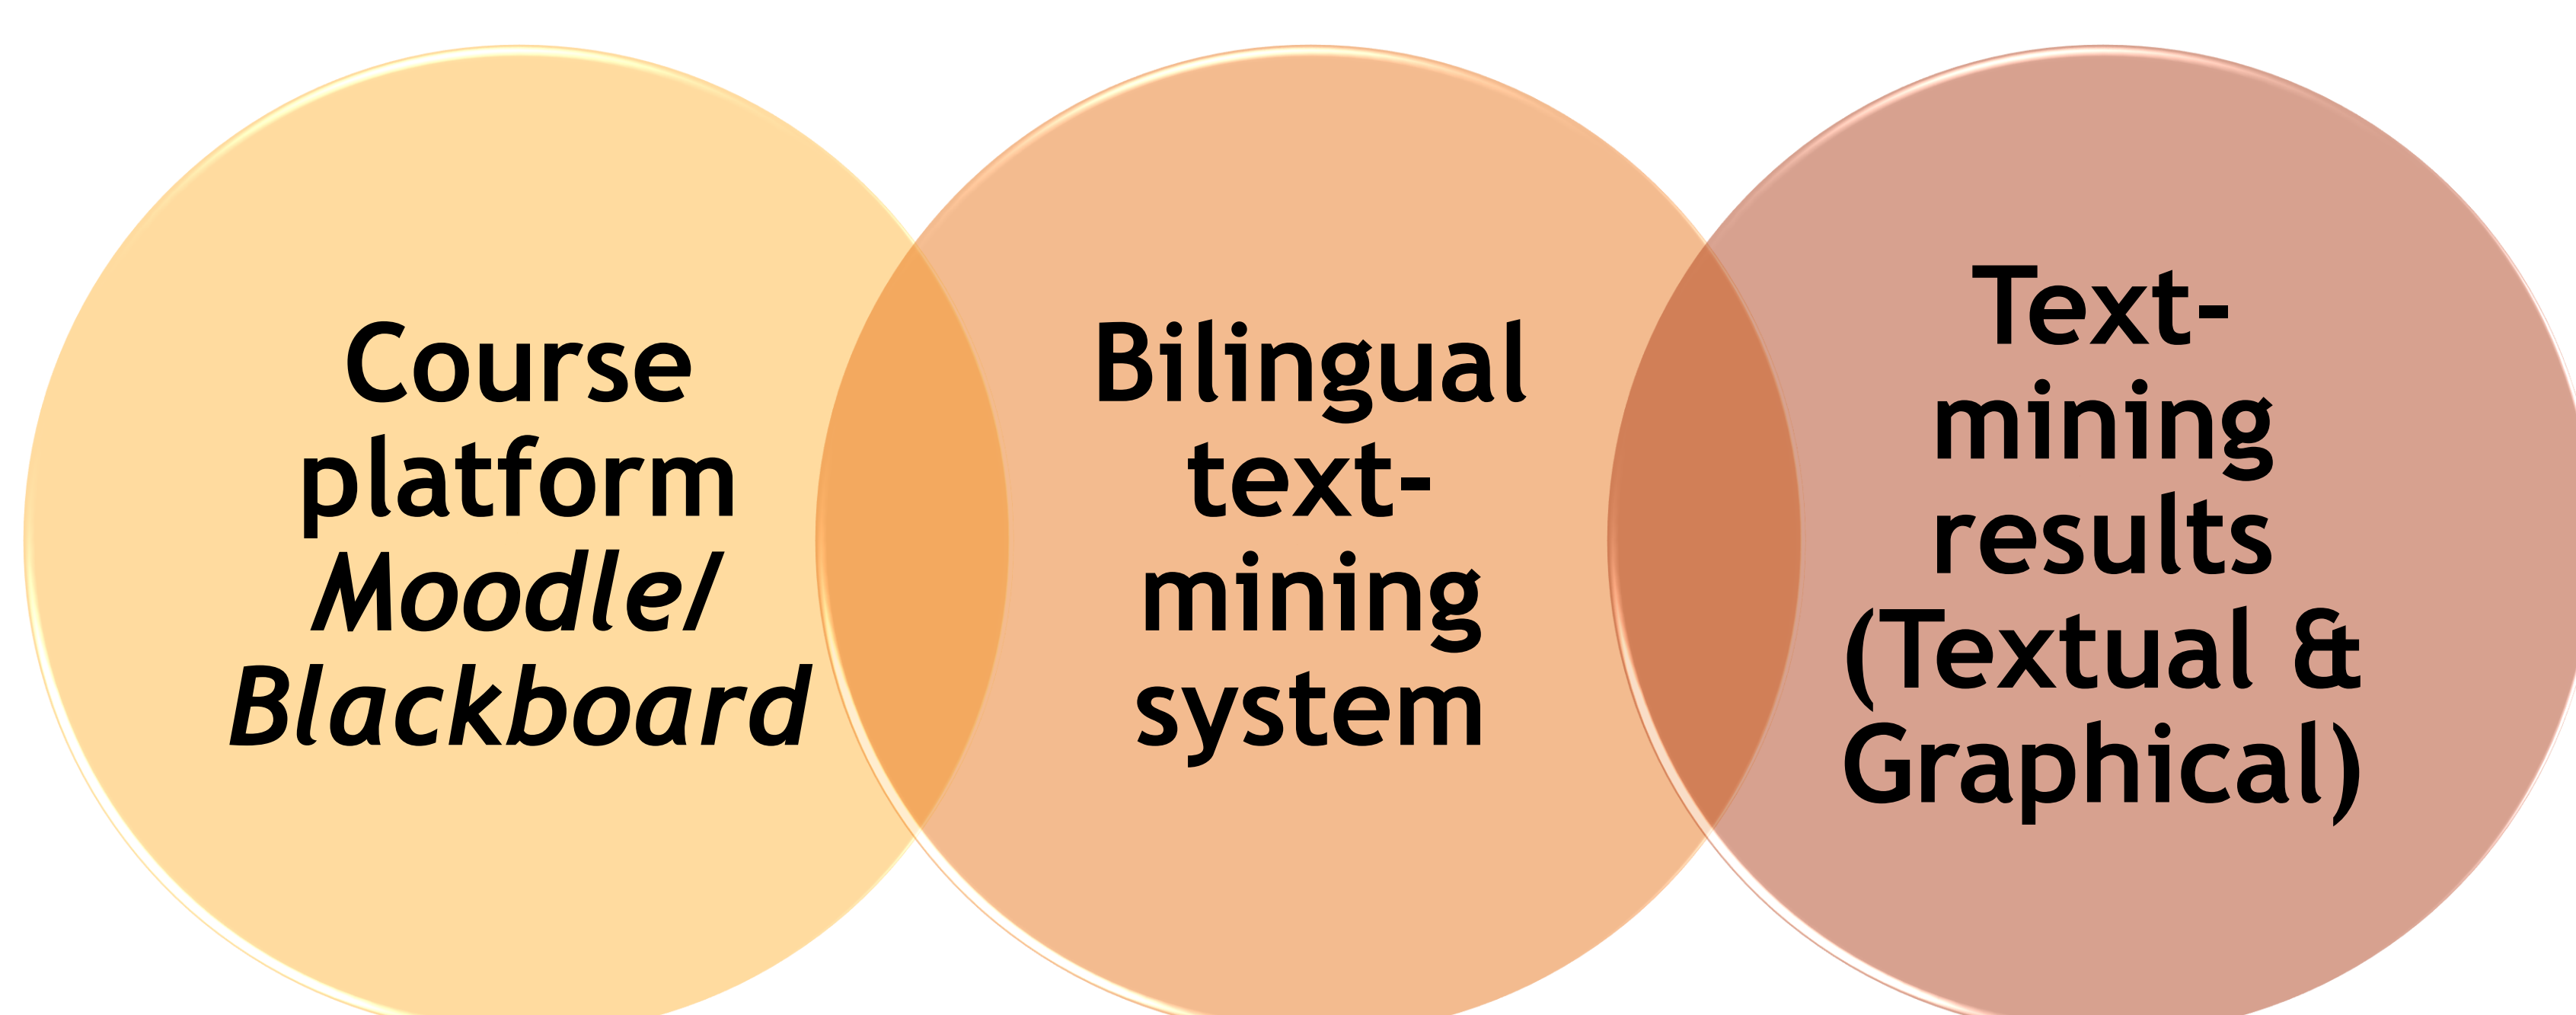 Course
platform
Moodle/
Blackboard
Bilingual
text-
mining
system
Text-
mining
results
(Textual &
Graphical)